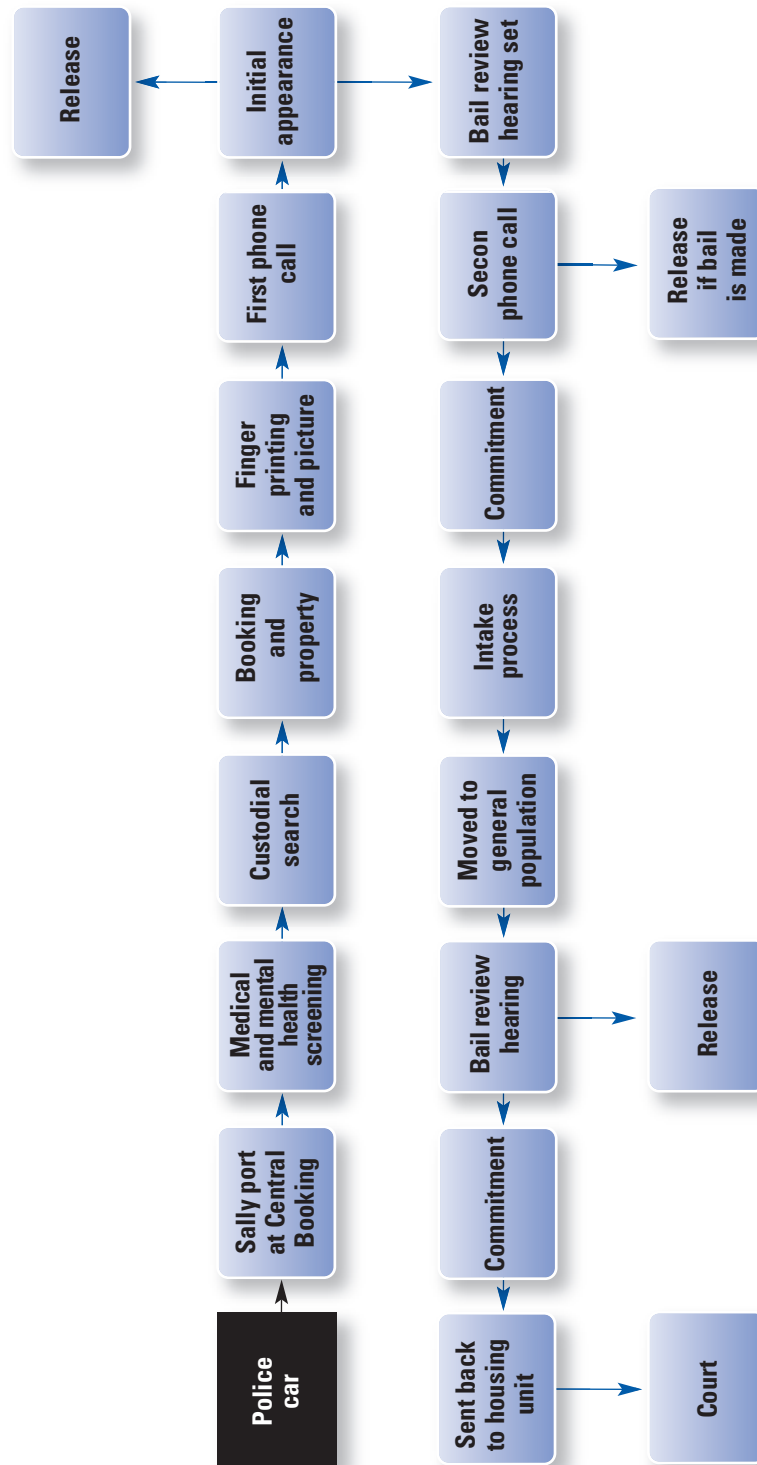 Police
car
Sally port
at Central
Booking
Medical
and mental
health
screening
Custodial
search
Booking
and
property
Finger
printing
and picture
First phone
call
Initial
appearance
Release
Bail review
hearing set
Secon
phone call
Release
if bail
is made
Commitment
Intake
process
Moved to
general
population
Bail review
hearing
Release
Commitment
Sent back
to housing
unit
Court